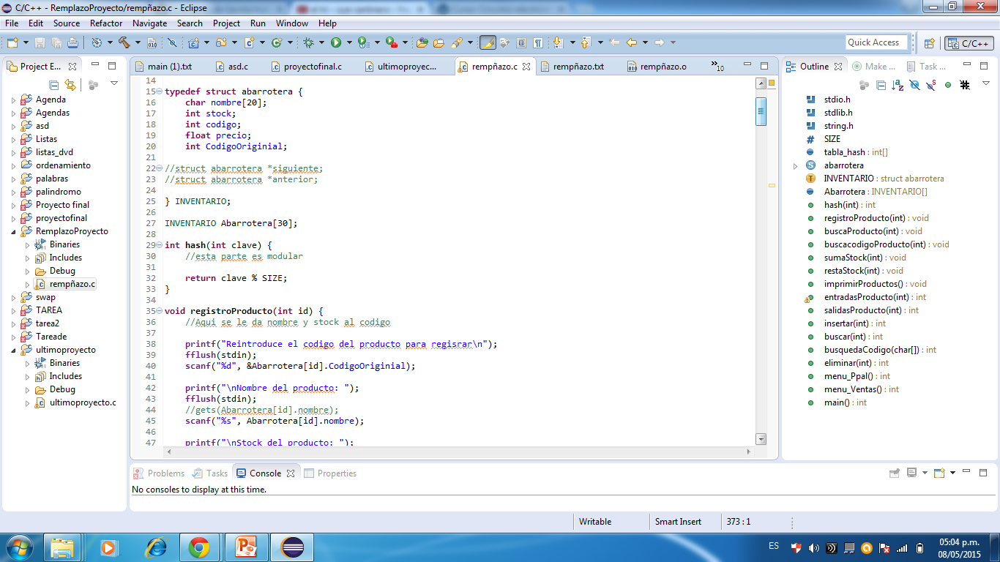 C/C++ - RemplazoProyecto/rempñazo.c - Eclipse
File Edit Source Refactor Navigate Search Project Run Window Help
Quick Access
C/C++
Project E...
Agenda
Agendas
asd
Listas
listas_dvd
ordenamiento
palabras
palindromo
Proyecto final
proyectofinal
RemplazoProyecto
Binaries
Includes
Debug
rempñazo.c
swap
TAREA
tarea2
Tareade
ultimoproyecto
Binaries
Includes
Debug
ultimoproyecto.c
main (1).txt asd.c proyectofinal.c ultimoproyec... rempñazo.c rempñazo.txt rempñazo.o »10
14
15 typedef struct abarrotera {
16 char nombre[20];
17 int stock;
18 int codigo;
19 float precio;
20 int CodigoOriginial;
21
22 //struct abarrotera *siguiente;
23 //struct abarrotera *anterior;
24
25 } INVENTARIO;
26
27 INVENTARIO Abarrotera[30];
28
29 int hash(int clave) {
30 //esta parte es modular
31
32 return clave % SIZE;
33 }
34
35 void registroProducto(int id) {
36 //Aqui se le da nombre y stock al codigo
37
38 printf("Reintroduce el codigo del producto para regisrar\n");
39 fflush(stdin);
40 scanf("%d", &Abarrotera[id].CodigoOriginial);
41
42 printf("\nNombre del producto: ");
43 fflush(stdin);
44 //gets(Abarrotera[id].nombre);
45 scanf("%s", Abarrotera[id].nombre);
46
47 printf("\nStock del producto: ");
Outline Make ... Task ...
stdio.h
stdlib.h
string.h
SIZE
tabla_hash : int[]
abarrotera
INVENTARIO : struct abarrotera
Abarrotera : INVENTARIO[]
hash(int) : int
registroProducto(int) : void
buscaProducto(int) : void
buscacodigoProducto(int) : void
sumaStock(int) : void
restaStock(int) : void
imprimirProductos() : void
entradasProducto(int) : int
salidasProducto(int) : int
insertar(int) : int
buscar(int) : int
busquedaCodigo(char[]) : int
eliminar(int) : int
menu_Ppal() : int
menu_Ventas() : int
main() : int
Problems Tasks Console Properties
No consoles to display at this time.
Writable Smart Insert 373 : 1
ES
05:04 p.m.
08/05/2015